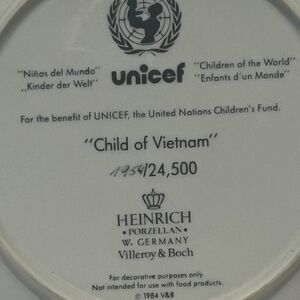 "Niños del Mundo" unicef "Children of the World"
"Kinder der Welt" "Enfants d'un Monde"
For the benefit of UNICEF, the United Nations Children's Fund.
"Child of Vietnam"
1954/24,500
HEINRICH
· PORZELLAN ·
W. GERMANY
Villeroy & Boch
For decorative purposes only.
Not intended for use with food products.
© 1984 V&B